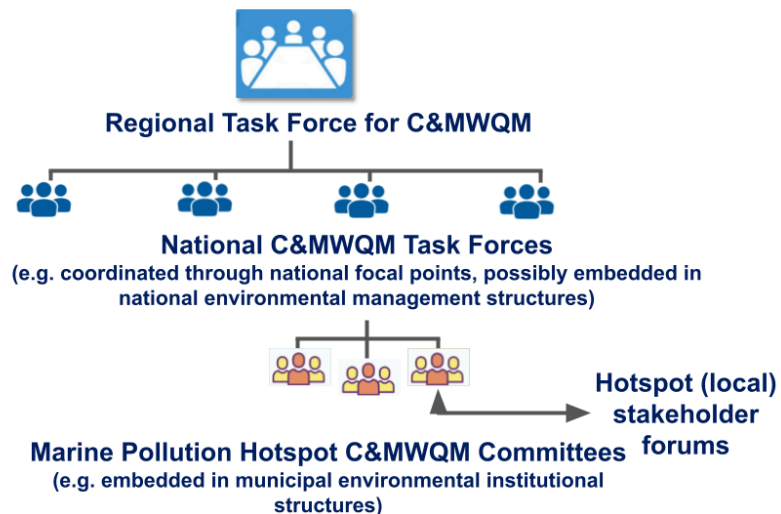 Regional Task Force for C&MWQM
National C&MWQM Task Forces
(e.g. coordinated through national focal points, possibly embedded in
national environmental management structures)
Hotspot (local)
stakeholder
forums
Marine Pollution Hotspot C&MWQM Committees
(e.g. embedded in municipal environmental institutional
structures)